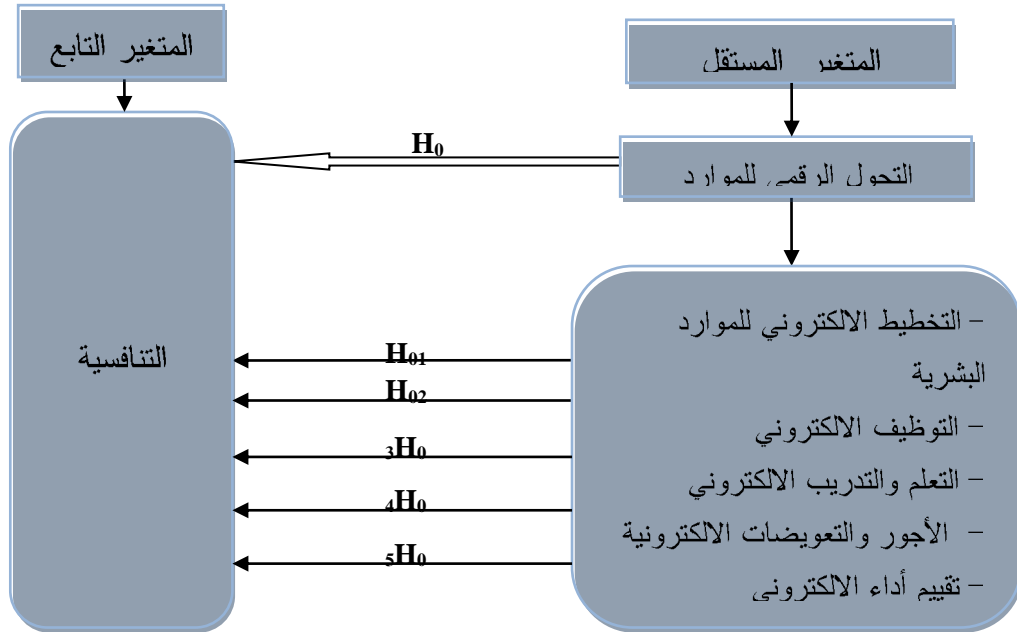 المتغير المستقل
المتغير التابع
التحول الرقمي للموارد
H₀
- التخطيط الالكتروني للموارد
البشرية
- التوظيف الالكتروني
- التعلم والتدريب الالكتروني
- الأجور والتعويضات الالكترونية
- تقييم أداء الالكتروني
H₀₁
H₀₂
₃H₀
₄H₀
₅H₀
التنافسية